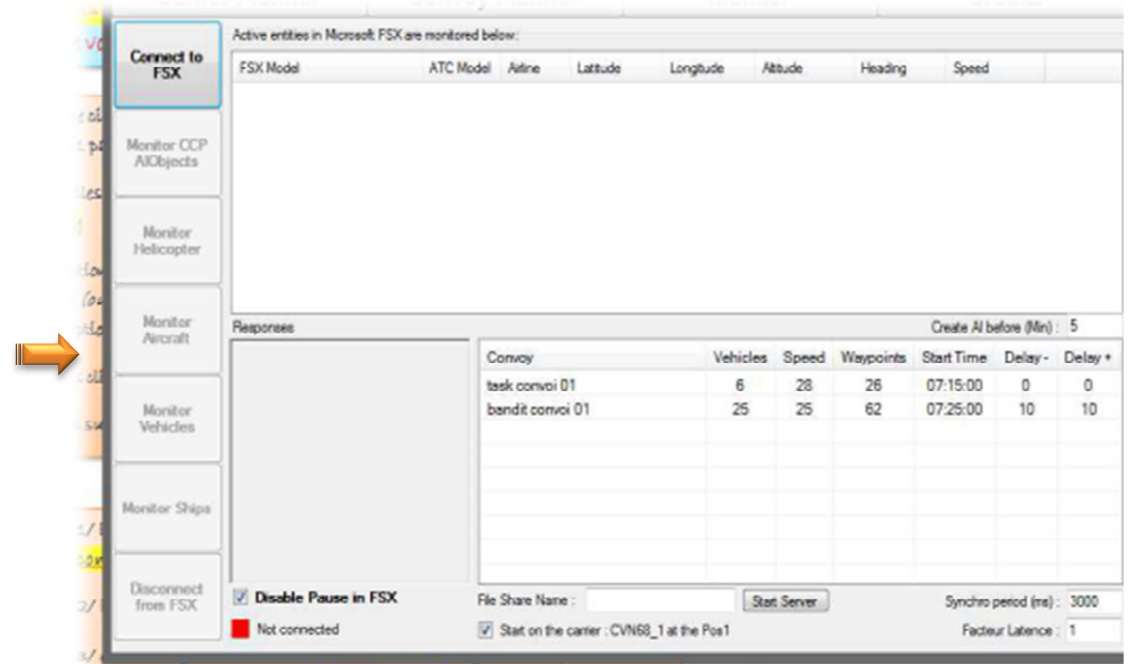 Active entities in Microsoft FSX are monitored below :
Connect to
FSX
FSX Model ATC Model Airline Latitude Longitude Altitude Heading Speed
Monitor CCP
AIObjects
Monitor
Helicopter
Monitor
Aircraft
Responses Create AI before (Min) : 5
Convoy Vehicles Speed Waypoints Start Time Delay - Delay +
task convoi 01 6 28 26 07:15:00 0 0
bandit convoi 01 25 25 62 07:25:00 10 10
Monitor
Vehicles
Monitor Ships
Disconnect
from FSX
Disable Pause in FSX File Share Name : Start Server Synchro period (ms) : 3000
Not connected Start on the carrier : CVN68_1 at the Pos1 Facteur Latence : 1